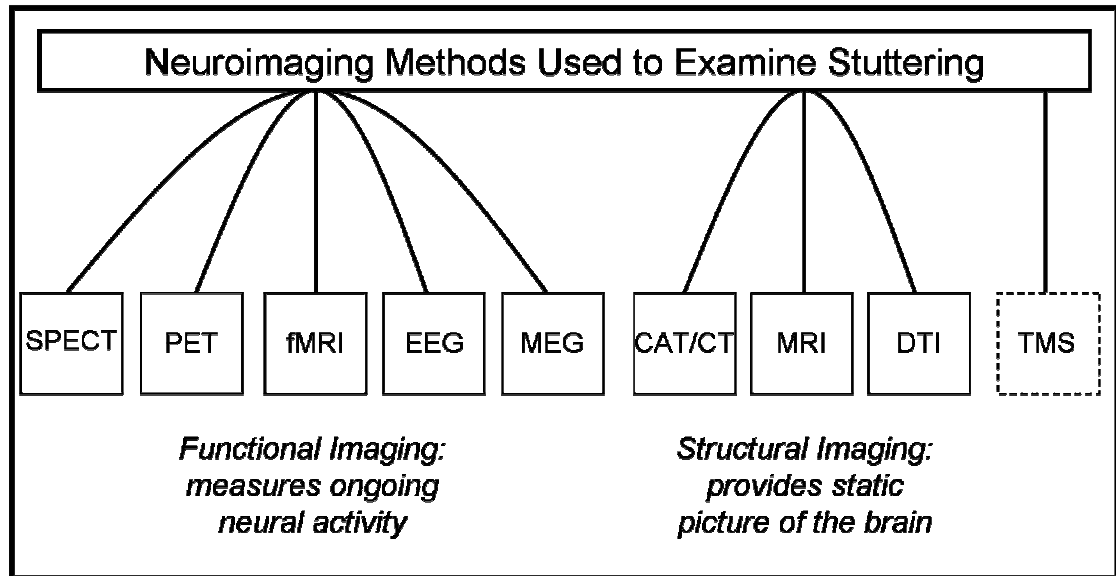 Neuroimaging Methods Used to Examine Stuttering
SPECT
PET
fMRI
EEG
MEG
CAT/CT
MRI
DTI
TMS
Functional Imaging:
measures ongoing
neural activity
Structural Imaging:
provides static
picture of the brain